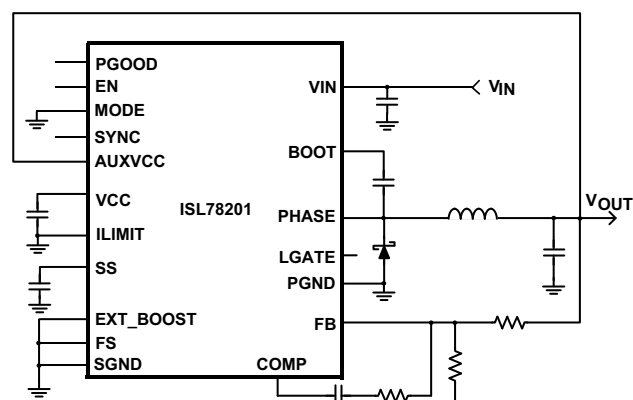 PGOOD
EN
MODE
SYNC
AUXVCC
VCC
ILIMIT
SS
EXT_BOOST
FS
SGND
ISL78201
VIN
BOOT
PHASE
LGATE
PGND
FB
COMP
VIN
VOUT